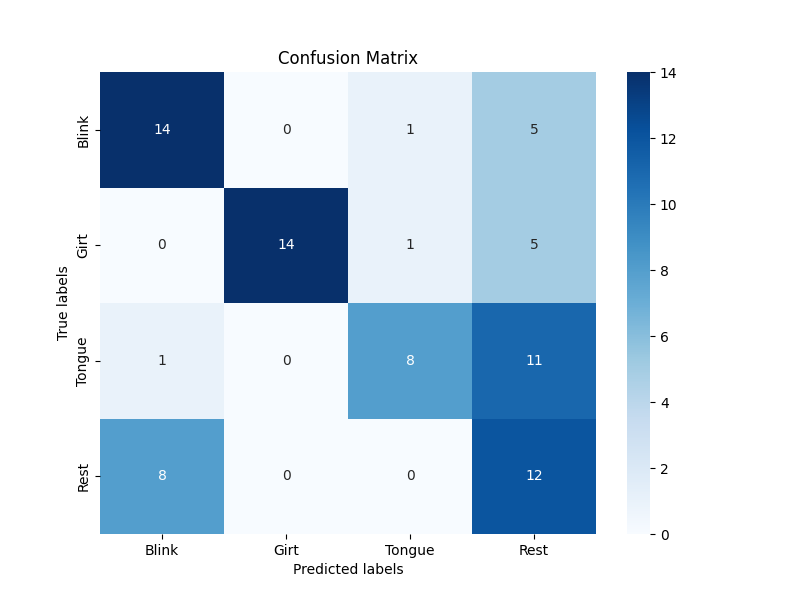 Confusion Matrix
True labels
Blink
14 0 1 5
Girt
0 14 1 5
Tongue
1 0 8 11
Rest
8 0 0 12
Blink Girt Tongue Rest
Predicted labels
14
12
10
8
6
4
2
0